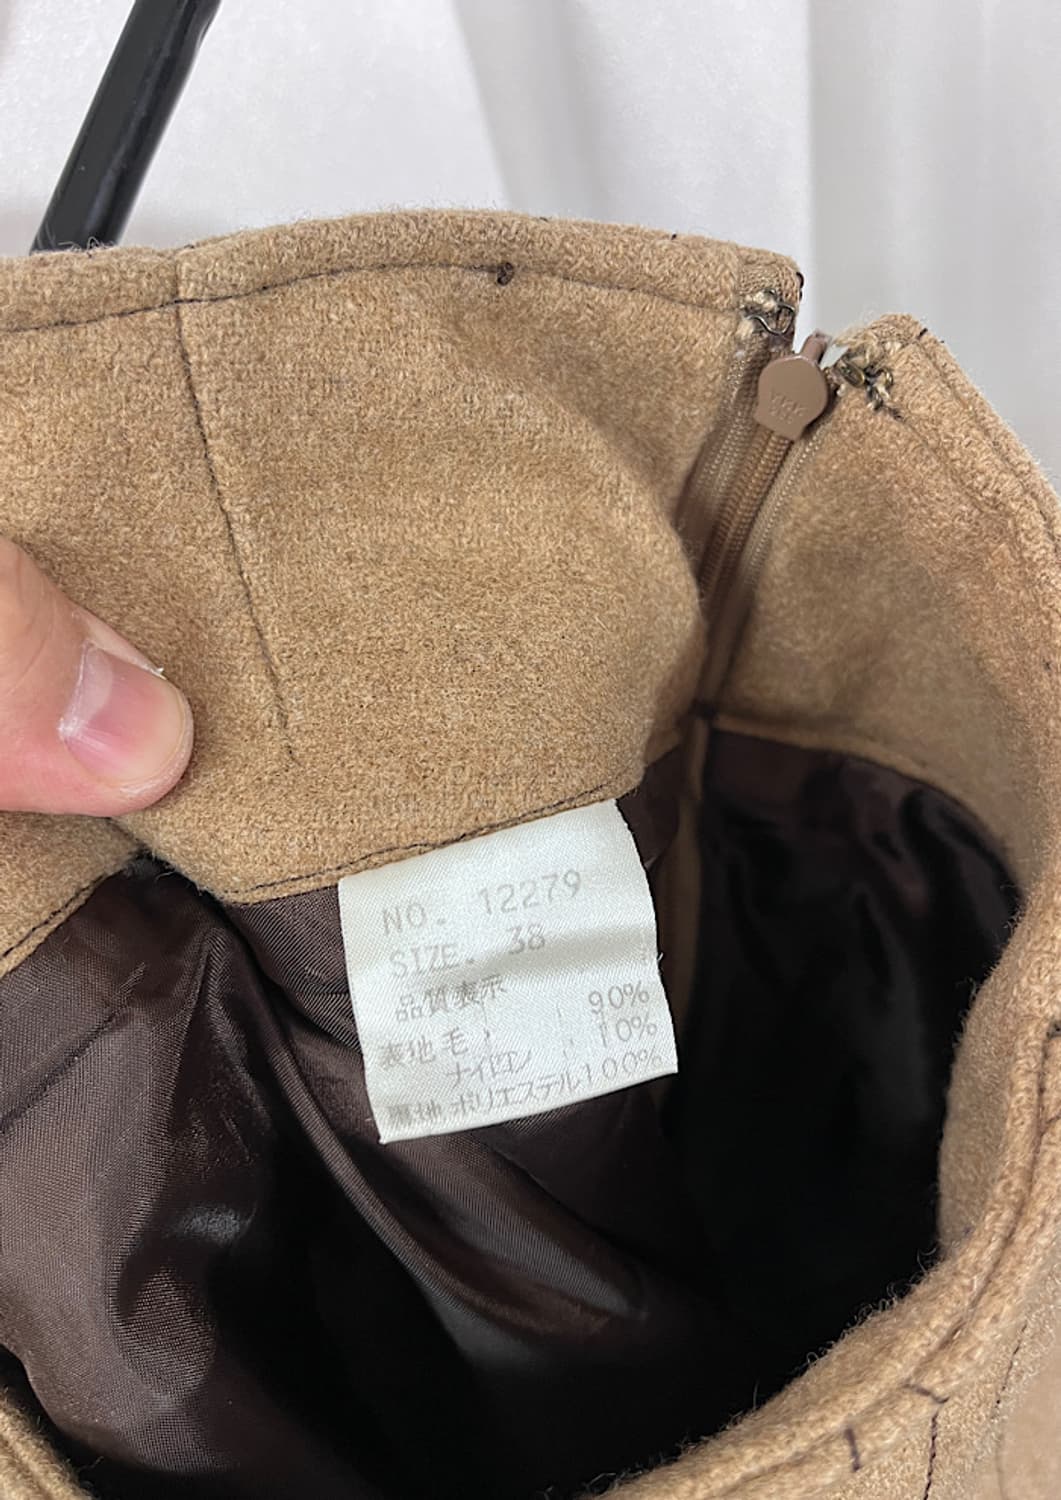 NO. 12279
SIZE. 38
品質表示
表地 毛 90%
ナイロン 10%
裏地 ポリエステル100%
YKK